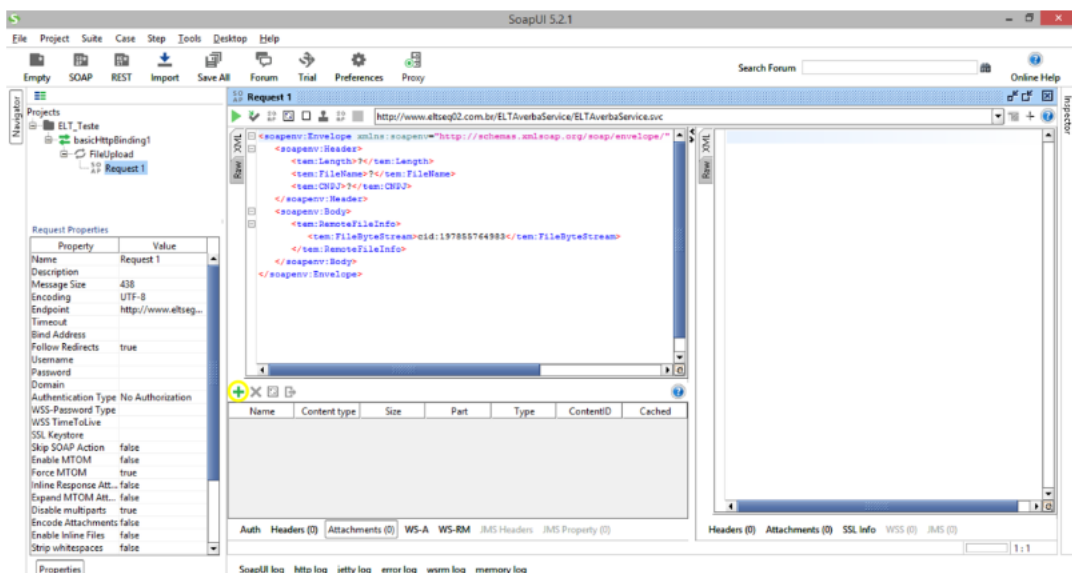 SoapUI 5.2.1
File Project Suite Case Step Tools Desktop Help
Empty SOAP REST Import Save All Forum Trial Preferences Proxy Search Forum Online Help
Navigator
Projects
ELT_Teste
basicHttpBinding1
FileUpload
Request 1
Request Properties
Property Value
Name Request 1
Description
Message Size 438
Encoding UTF-8
Endpoint http://www.eltseg...
Timeout
Bind Address
Follow Redirects true
Username
Password
Domain
Authentication Type No Authorization
WSS-Password Type
WSS TimeToLive
SSL Keystore
Skip SOAP Action false
Enable MTOM false
Force MTOM true
Inline Response Att... false
Expand MTOM Att... false
Disable multiparts true
Encode Attachments false
Enable Inline Files false
Strip whitespaces false
Properties
Request 1
http://www.eltseg02.com.br/ELTAverbaService/ELTAverbaService.svc
XML
Raw
<soapenv:Envelope xmlns:soapenv="http://schemas.xmlsoap.org/soap/envelope/"
<soapenv:Header>
<tem:Length>?</tem:Length>
<tem:FileName>?</tem:FileName>
<tem:CNPJ>?</tem:CNPJ>
</soapenv:Header>
<soapenv:Body>
<tem:RemoteFileInfo>
<tem:FileByteStream>cid:197855764983</tem:FileByteStream>
</tem:RemoteFileInfo>
</soapenv:Body>
</soapenv:Envelope>
Name Content type Size Part Type ContentID Cached
Auth Headers (0) Attachments (0) WS-A WS-RM JMS Headers JMS Property (0)
XML
Raw
Headers (0) Attachments (0) SSL Info WSS (0) JMS (0)
1 : 1
Inspector
SoapUI log http log jetty log error log wsrm log memory log